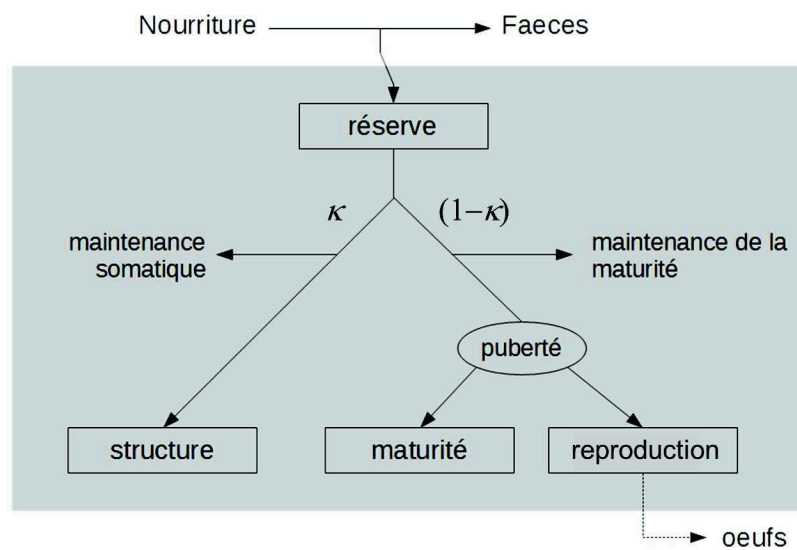 Nourriture
Faeces
réserve
κ
(1−κ)
maintenance
somatique
maintenance de la
maturité
puberté
structure
maturité
reproduction
oeufs